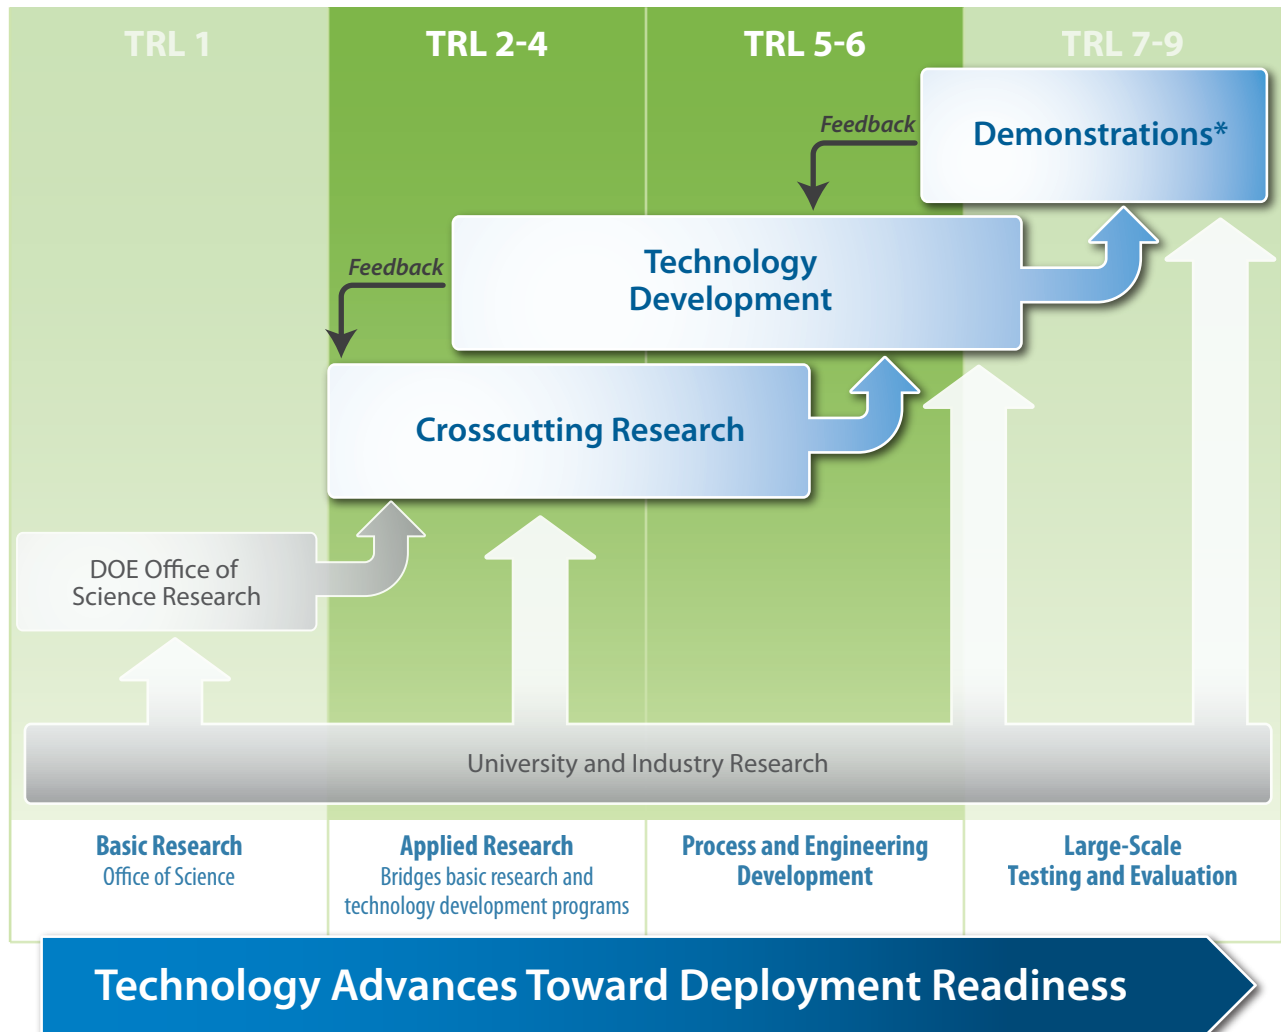 TRL 1
TRL 2-4
TRL 5-6
TRL 7-9
Feedback
Demonstrations*
Feedback
Technology
Development
Crosscutting Research
DOE Office of
Science Research
University and Industry Research
Basic Research
Office of Science
Applied Research
Bridges basic research and
technology development programs
Process and Engineering
Development
Large-Scale
Testing and Evaluation
Technology Advances Toward Deployment Readiness